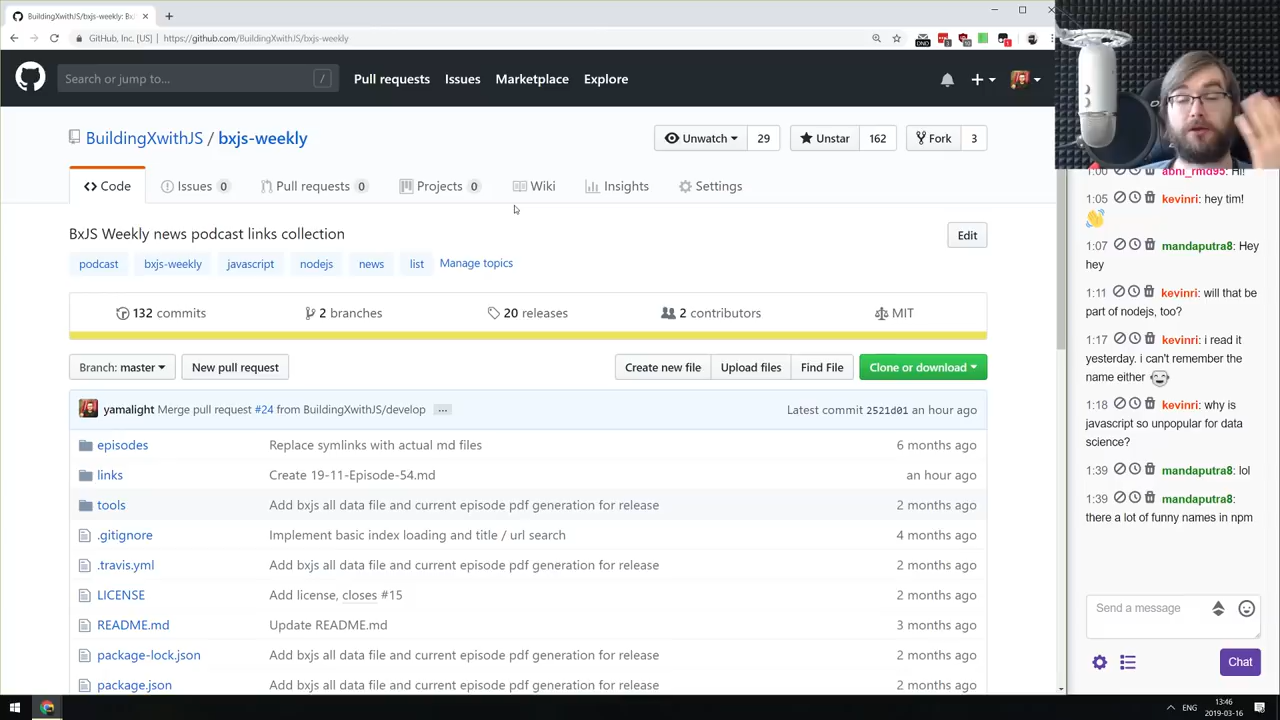 BuildingXwithJS/bxjs-weekly: BxJ
GitHub, Inc. [US] | https://github.com/BuildingXwithJS/bxjs-weekly
DND
Search or jump to...
/
Pull requests Issues Marketplace Explore
BuildingXwithJS / bxjs-weekly
Unwatch 29 Unstar 162 Fork 3
Code Issues 0 Pull requests 0 Projects 0 Wiki Insights Settings
BxJS Weekly news podcast links collection
Edit
podcast bxjs-weekly javascript nodejs news list Manage topics
132 commits 2 branches 20 releases 2 contributors MIT
Branch: master New pull request Create new file Upload files Find File Clone or download
yamalight Merge pull request #24 from BuildingXwithJS/develop ... Latest commit 2521d01 an hour ago
episodes Replace symlinks with actual md files 6 months ago
links Create 19-11-Episode-54.md an hour ago
tools Add bxjs all data file and current episode pdf generation for release 2 months ago
.gitignore Implement basic index loading and title / url search 4 months ago
.travis.yml Add bxjs all data file and current episode pdf generation for release 2 months ago
LICENSE Add license, closes #15 2 months ago
README.md Update README.md 3 months ago
package-lock.json Add bxjs all data file and current episode pdf generation for release 2 months ago
package.json Add bxjs all data file and current episode pdf generation for release 2 months ago
1:00 abhi_rmd95: Hi!
1:05 kevinri: hey tim!
1:07 mandaputra8: Hey
hey
1:11 kevinri: will that be
part of nodejs, too?
1:17 kevinri: i read it
yesterday. i can't remember the
name either
1:18 kevinri: why is
javascript so unpopular for data
science?
1:39 mandaputra8: lol
1:39 mandaputra8:
there a lot of funny names in npm
Send a message
Chat
ENG
13:46
2019-03-16